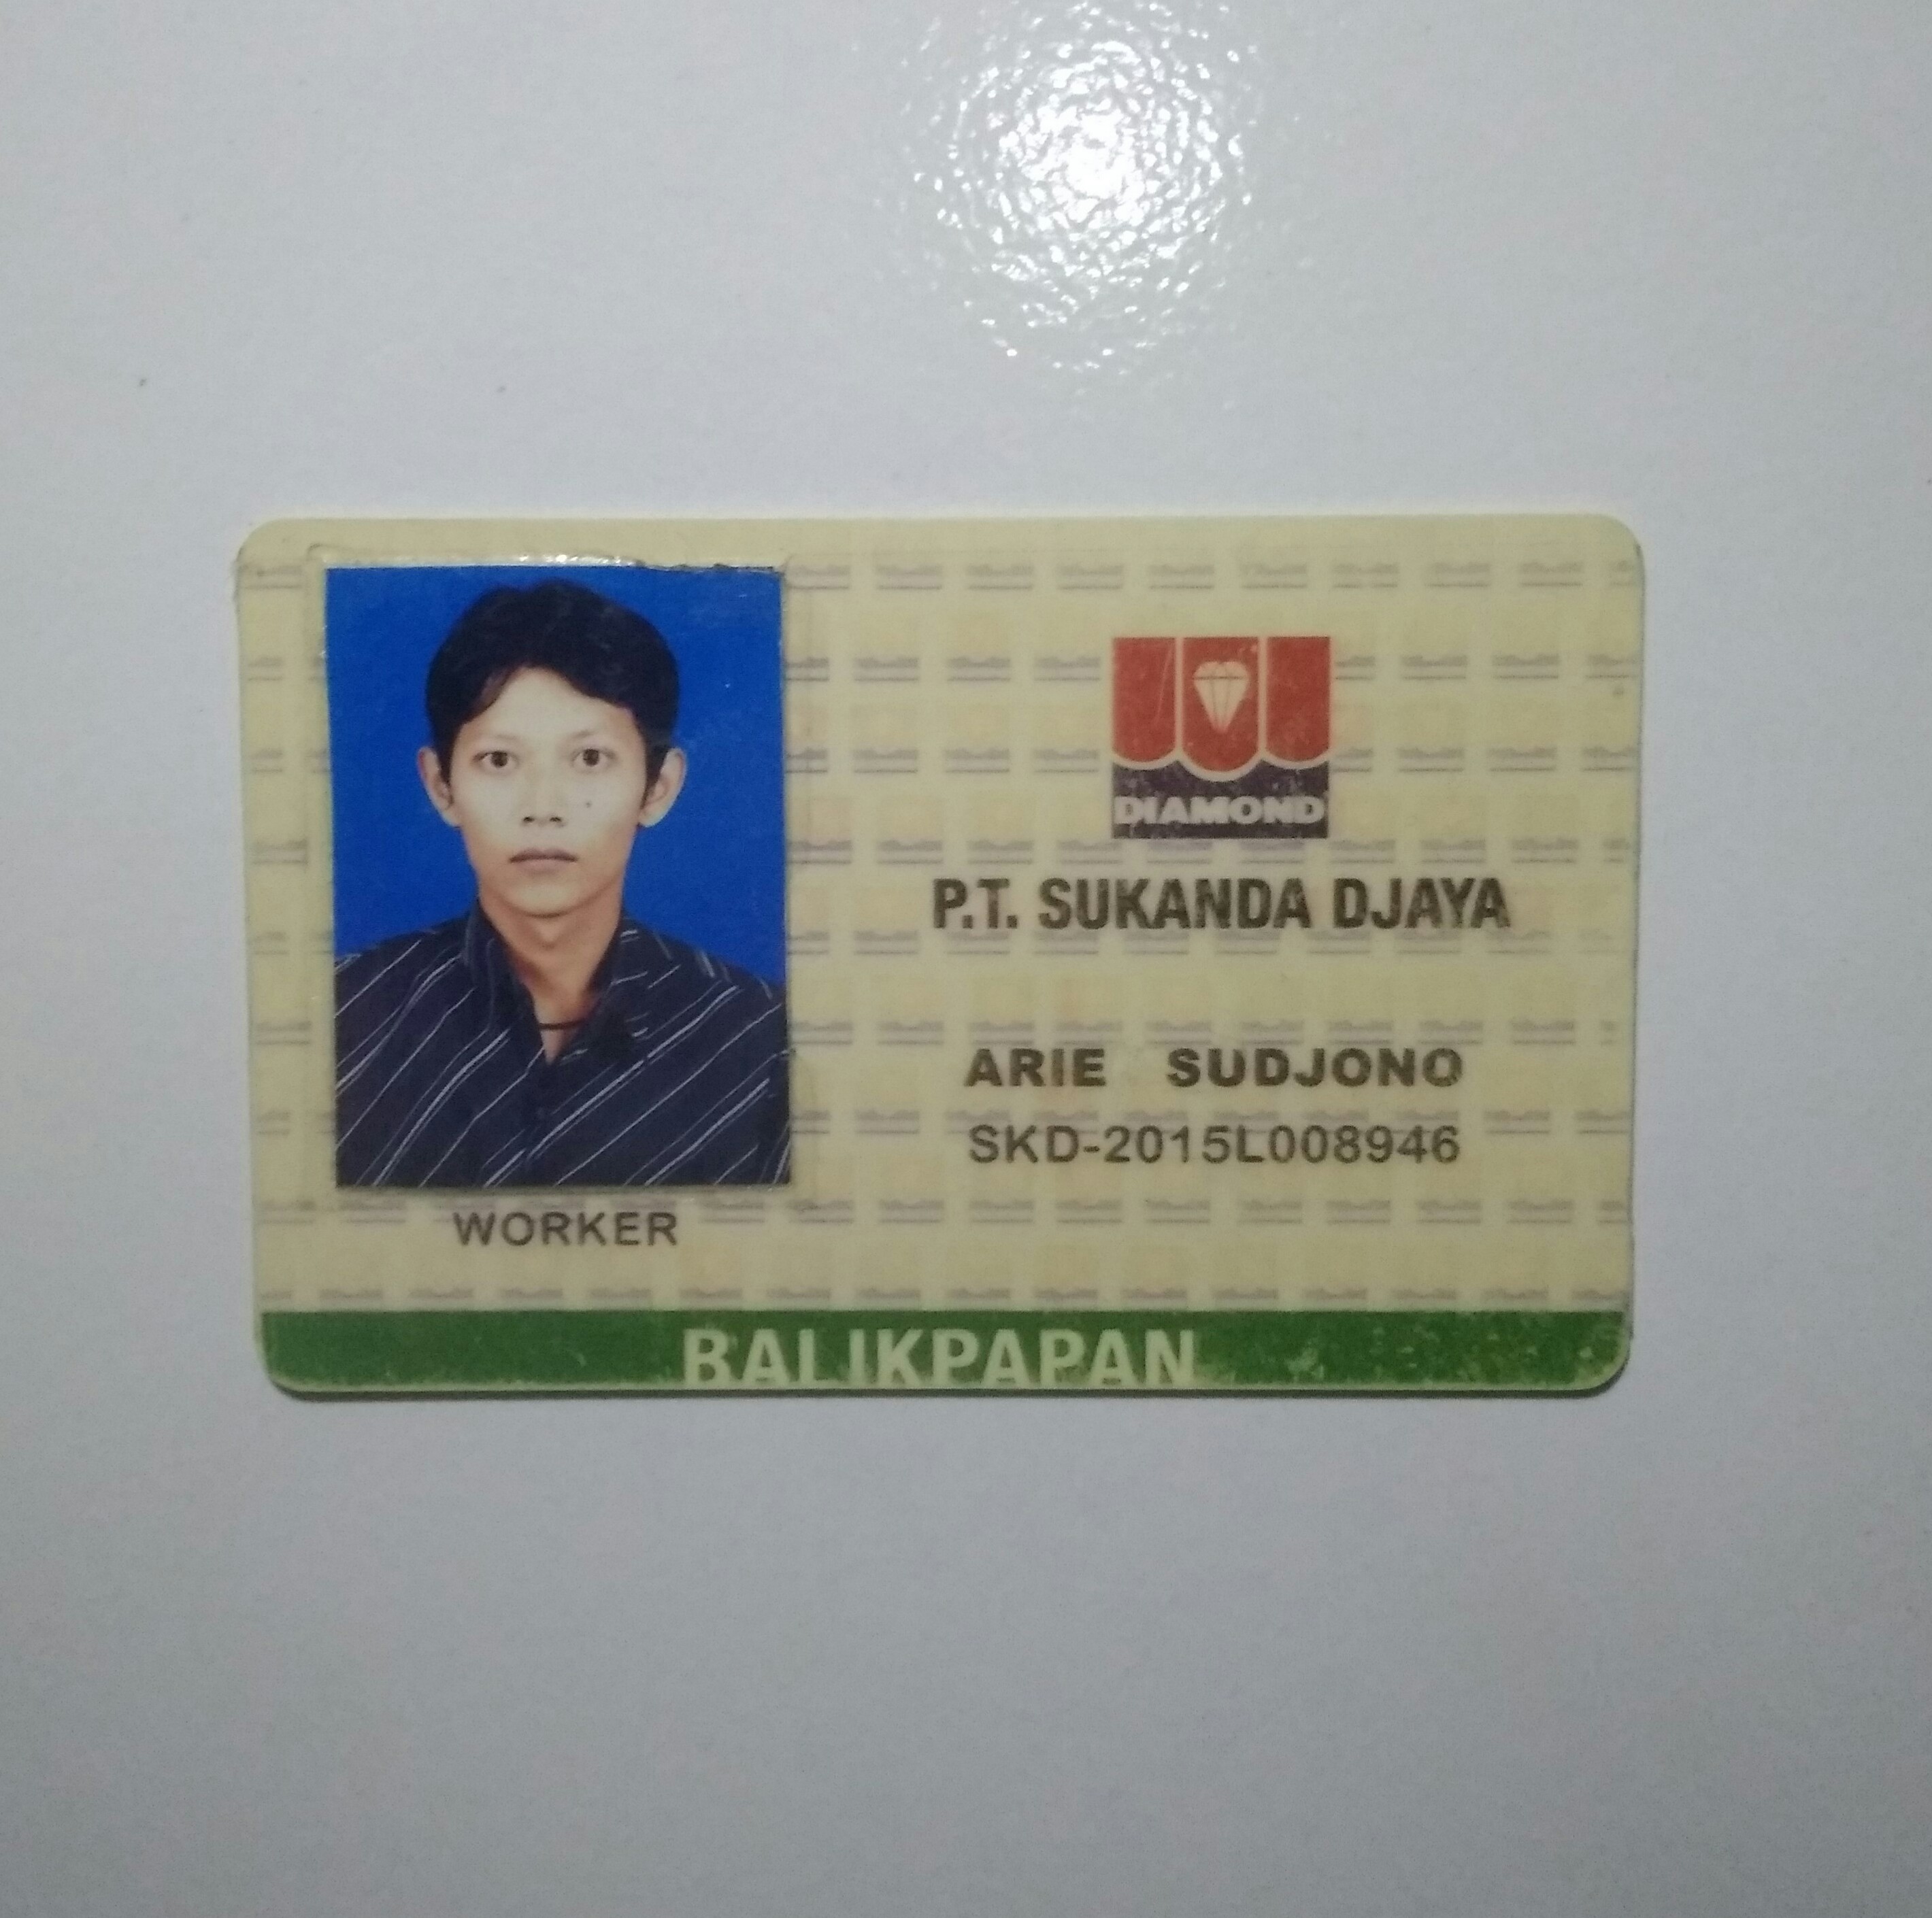 DIAMOND
P.T. SUKANDA DJAYA
ARIE SUDJONO
SKD-2015L008946
WORKER
BALIKPAPAN